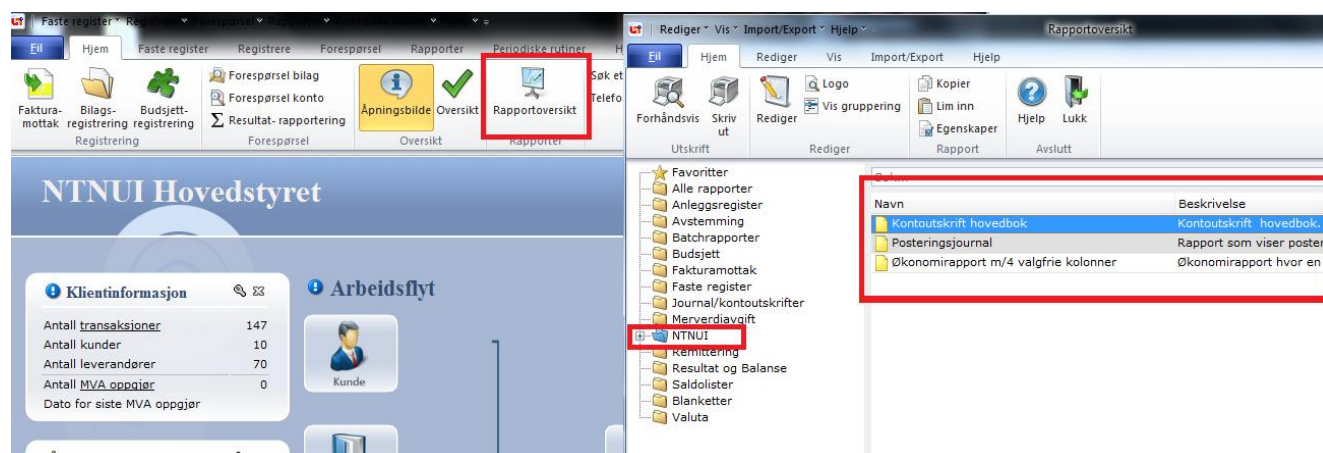 Faste register
Fil Hjem Faste register Registrere Forespørsel Rapporter Periodiske rutiner H
Faktura-
mottak
Bilags-
registrering
Budsjett-
registrering
Registrering
Forespørsel bilag
Forespørsel konto
Σ Resultat- rapportering
Forespørsel
Åpningsbilde
Oversikt
Oversikt
Rapportoversikt
Rapporter
Søk et
Telefo
NTNUI Hovedstyret
Klientinformasjon
Antall transaksjoner 147
Antall kunder 10
Antall leverandører 70
Antall MVA oppgjør 0
Dato for siste MVA oppgjør
Arbeidsflyt
Kunde
Rediger Vis Import/Export Hjelp
Rapportoversikt
Fil Hjem Rediger Vis Import/Export Hjelp
Forhåndsvis
Skriv
ut
Utskrift
Rediger
Logo
Vis gruppering
Rediger
Kopier
Lim inn
Egenskaper
Rapport
Hjelp
Lukk
Avslutt
Favoritter
Alle rapporter
Anleggsregister
Avstemming
Batchrapporter
Budsjett
Fakturamottak
Faste register
Journal/kontoutskrifter
Merverdiavgift
NTNUI
Remittering
Resultat og Balanse
Saldolister
Blanketter
Valuta
Navn Beskrivelse
Kontoutskrift hovedbok Kontoutskrift hovedbok.
Posteringsjournal Rapport som viser poster
Økonomirapport m/4 valgfrie kolonner Økonomirapport hvor en